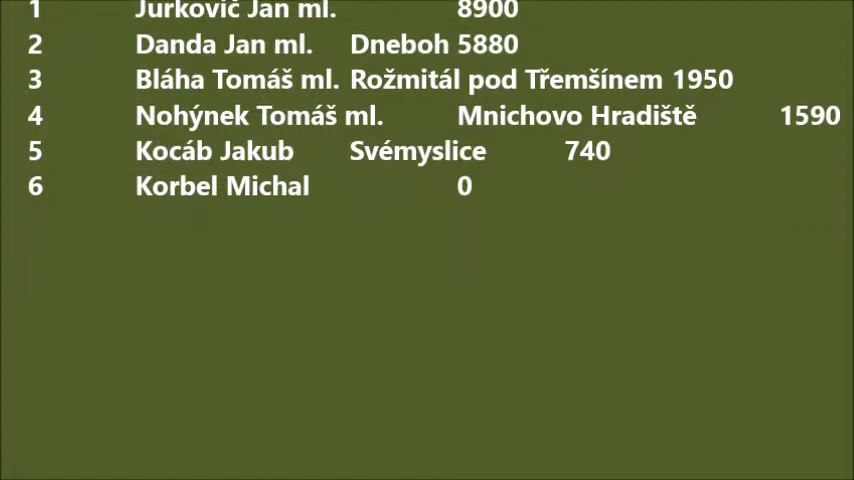 1 Jurkovič Jan ml. 8900
2 Danda Jan ml. Dneboh 5880
3 Bláha Tomáš ml. Rožmitál pod Třemšínem 1950
4 Nohýnek Tomáš ml. Mnichovo Hradiště 1590
5 Kocáb Jakub Svémyslice 740
6 Korbel Michal 0